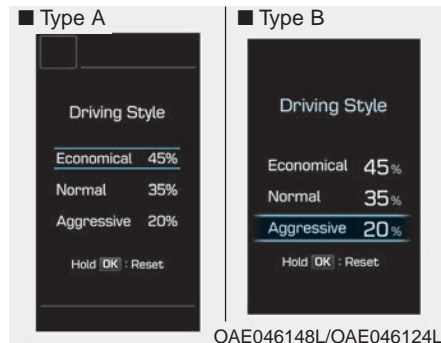 ■ Type A
Driving Style
Economical 45%
Normal 35%
Aggressive 20%
Hold OK : Reset
■ Type B
Driving Style
Economical 45%
Normal 35%
Aggressive 20%
Hold OK : Reset
OAE046148L/OAE046124L